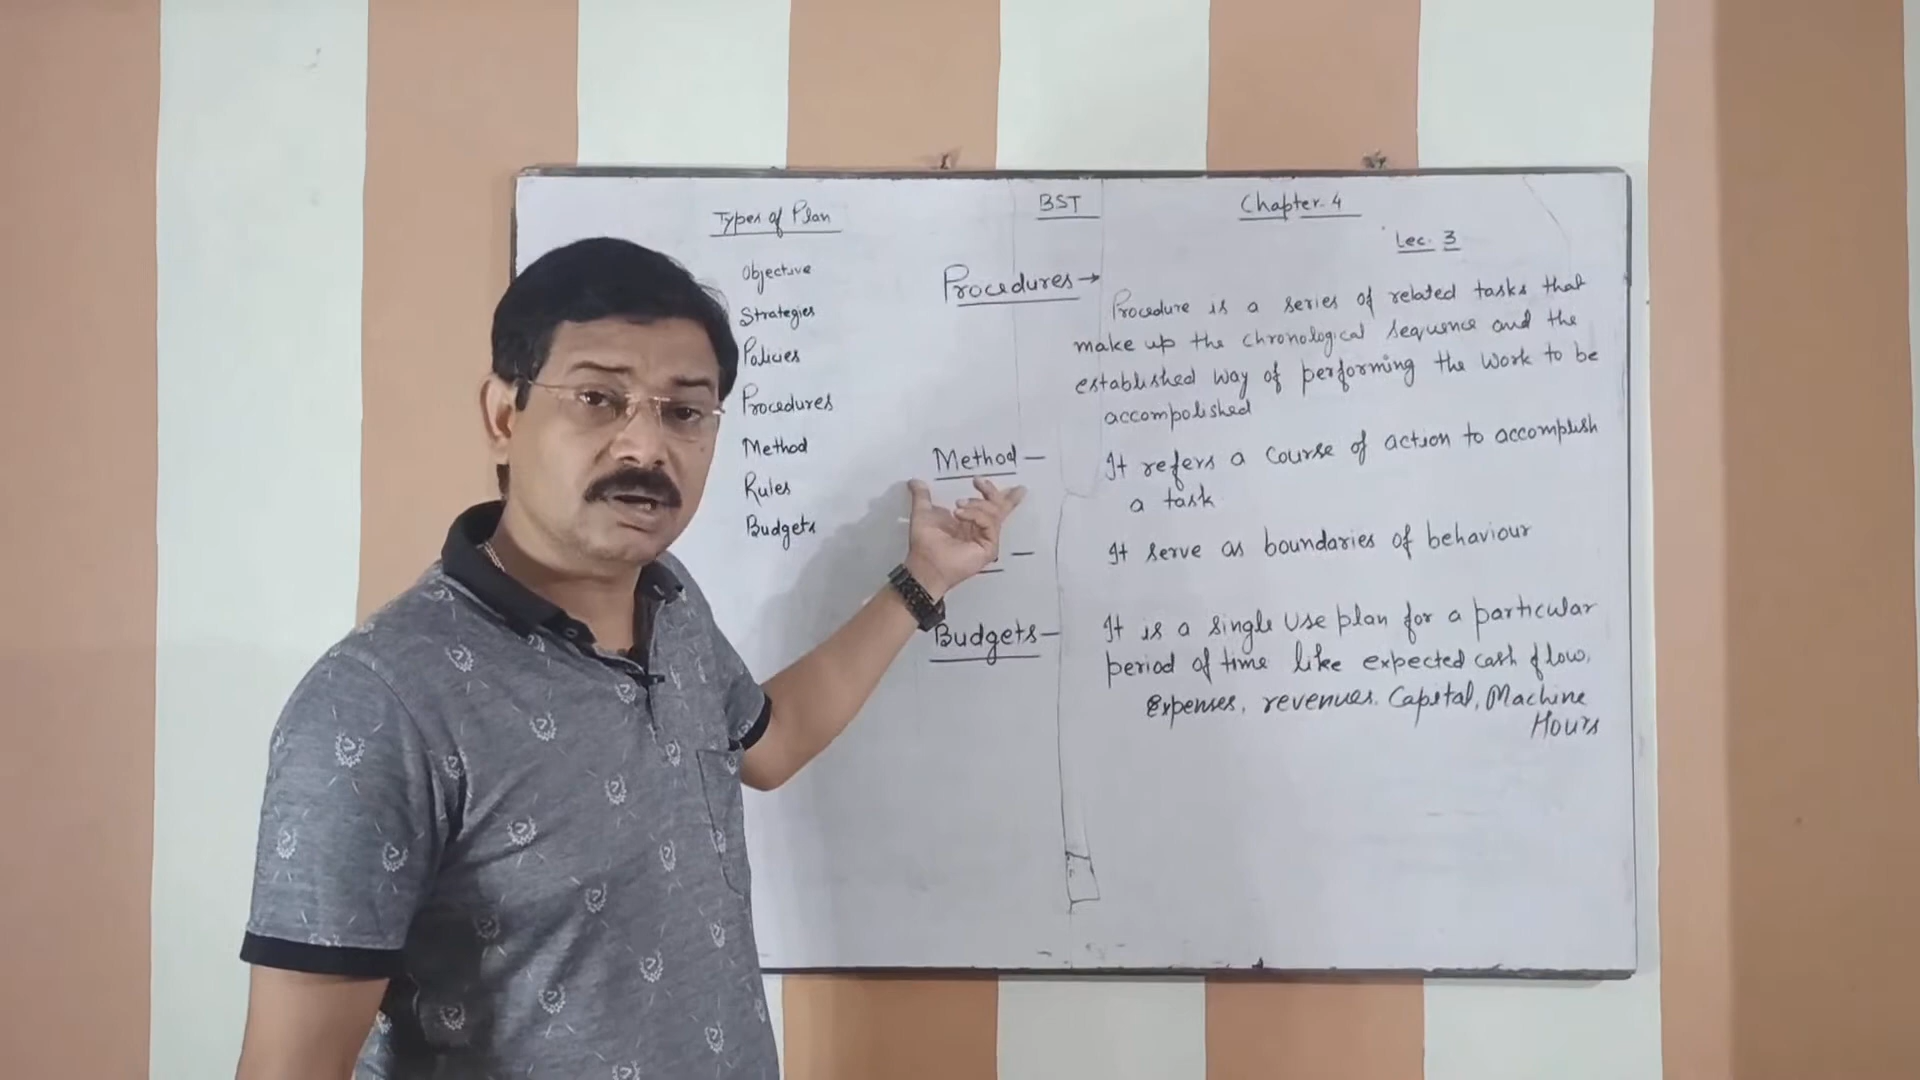 Types of Plan
Objective
Strategies
Policies
Procedures
Method
Rules
Budgets
BST
Chapter. 4
Lec. 3
Procedures →
Procedure is a series of related tasks that
make up the chronological sequence and the
established way of performing the work to be
accompolished
Method —
It refers a course of action to accomplish
a task
—
It serve as boundaries of behaviour
Budgets —
It is a single use plan for a particular
period of time like expected cash flow,
Expenses, revenues. Capital, Machine
Hours